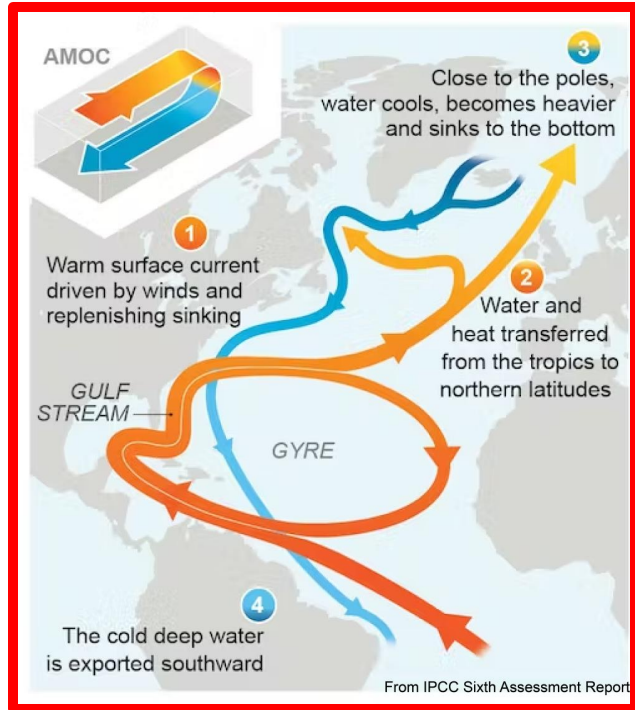 AMOC
3
Close to the poles,
water cools, becomes heavier
and sinks to the bottom
1
Warm surface current
driven by winds and
replenishing sinking
2
Water and
heat transferred
from the tropics to
northern latitudes
GULF
STREAM
GYRE
4
The cold deep water
is exported southward
From IPCC Sixth Assessment Report